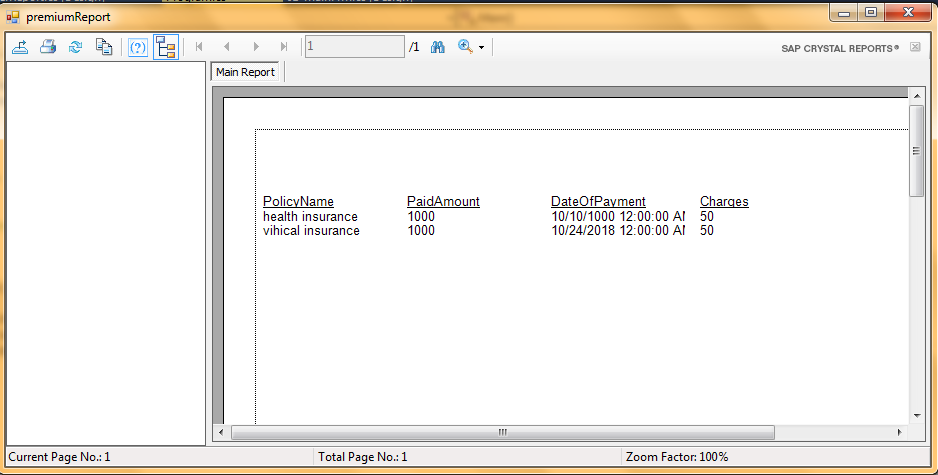 premiumReport
1 /1 SAP CRYSTAL REPORTS®
Main Report
PolicyName PaidAmount DateOfPayment Charges
health insurance 1000 10/10/1000 12:00:00 AM 50
vihical insurance 1000 10/24/2018 12:00:00 AM 50
Current Page No.: 1 Total Page No.: 1 Zoom Factor: 100%